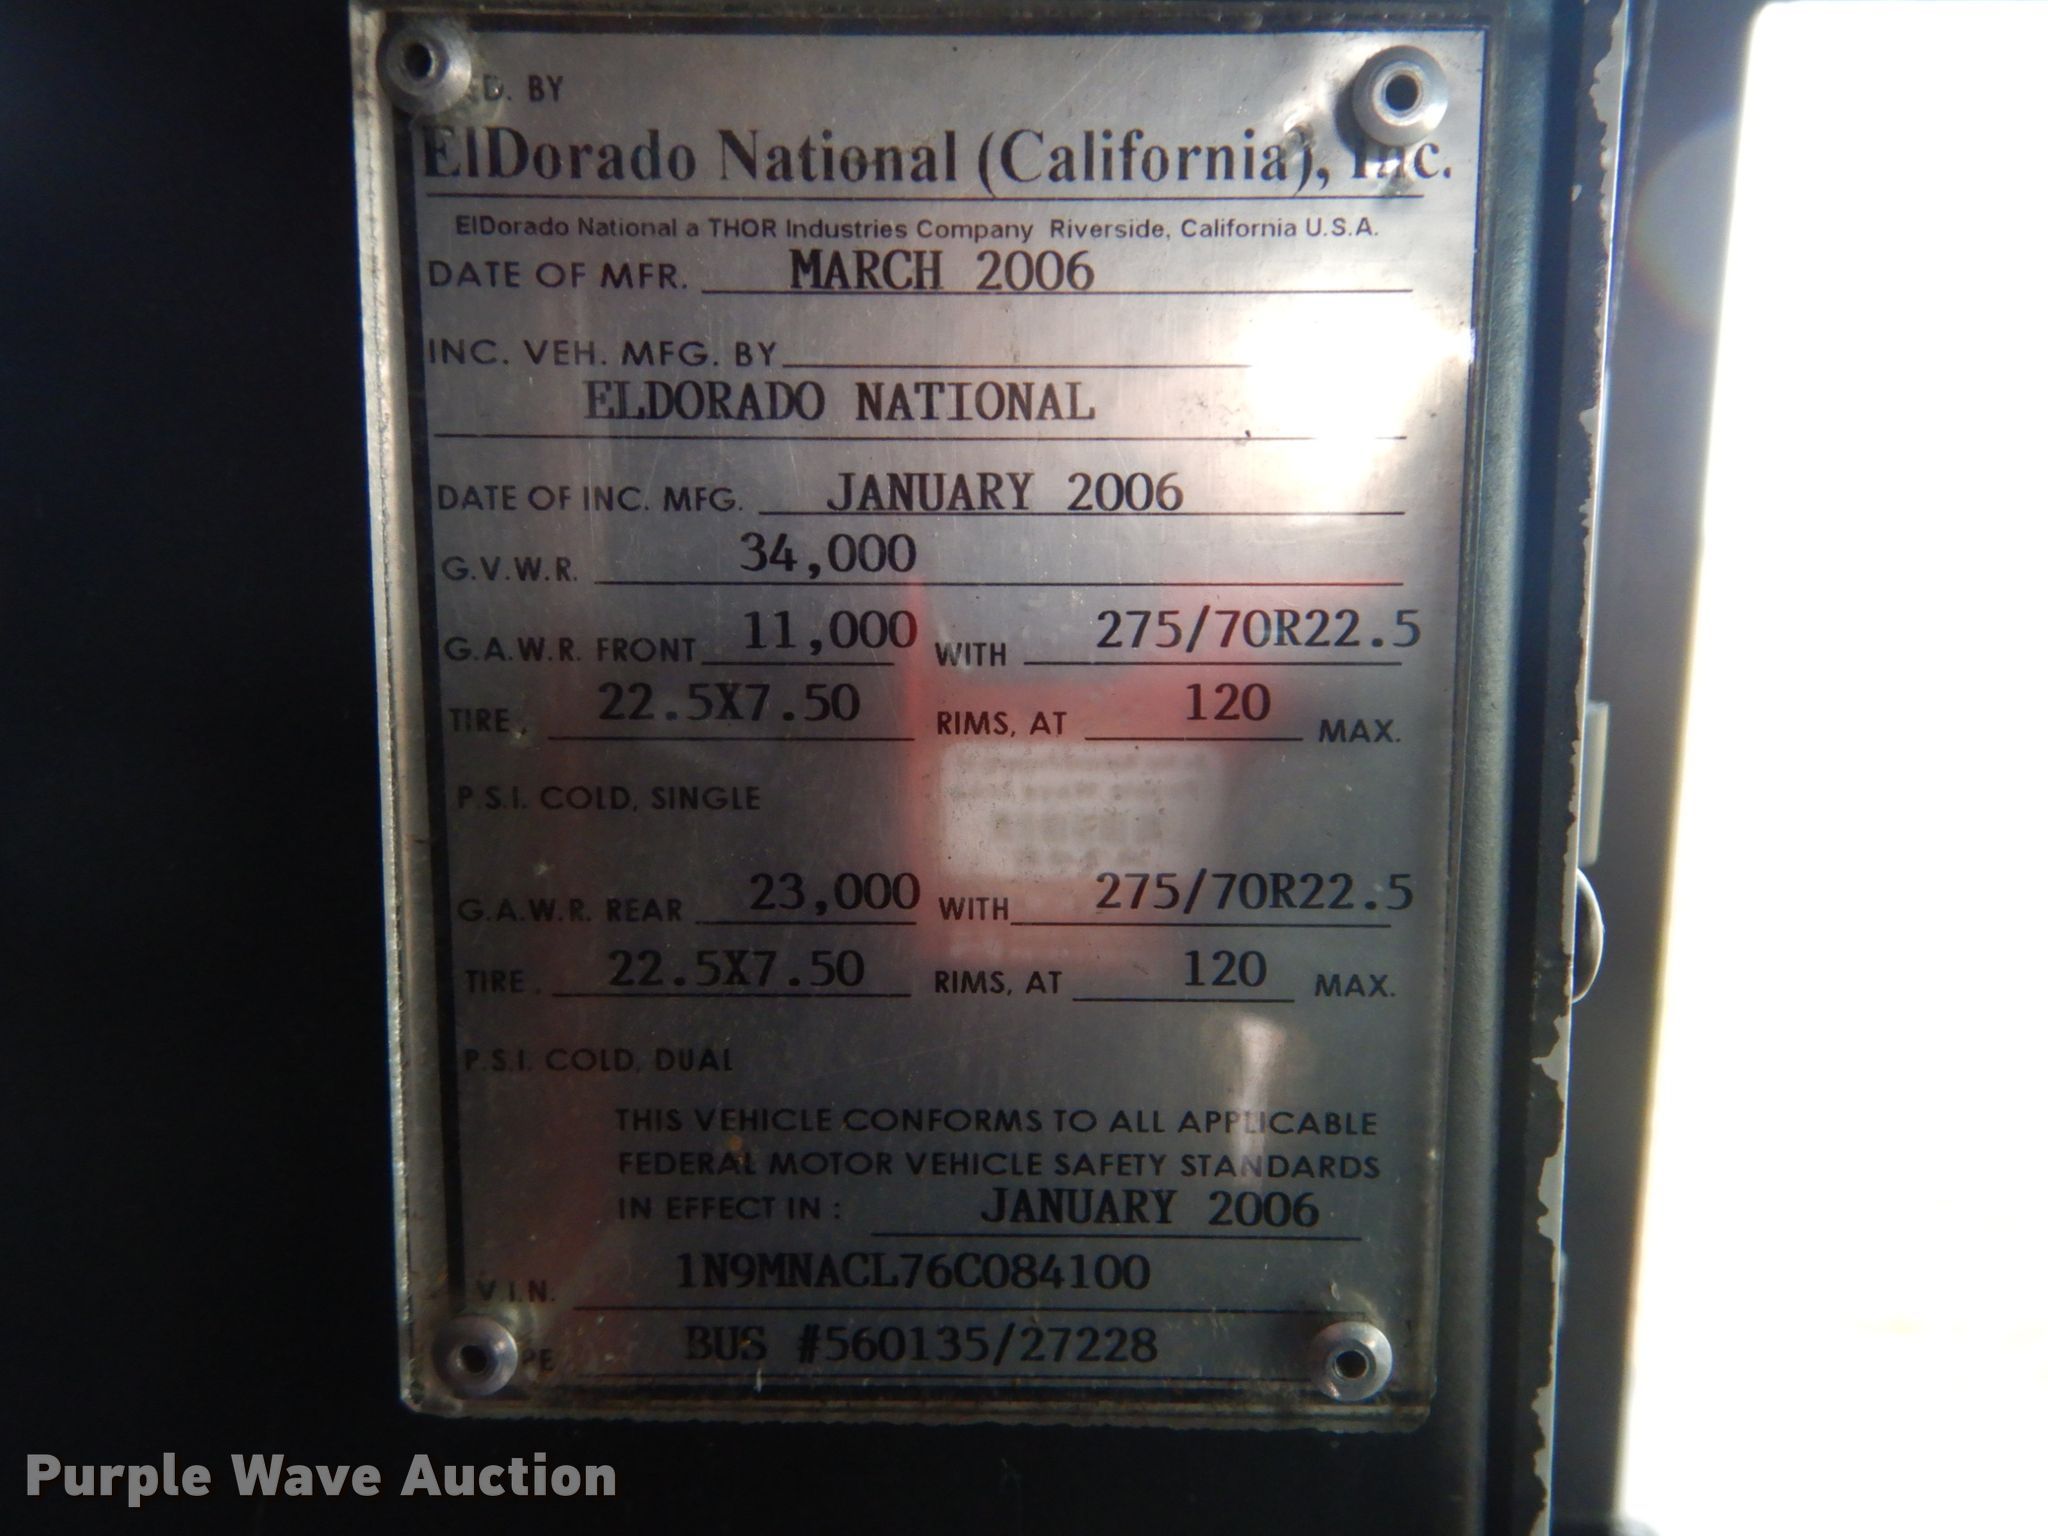 D. BY
ElDorado National (California), Inc.
ElDorado National a THOR Industries Company Riverside, California U.S.A.
DATE OF MFR. MARCH 2006
INC. VEH. MFG. BY
ELDORADO NATIONAL
DATE OF INC. MFG. JANUARY 2006
G.V.W.R. 34,000
G.A.W.R. FRONT 11,000 WITH 275/70R22.5
TIRE, 22.5X7.50 RIMS, AT 120 MAX.
P.S.I. COLD, SINGLE
G.A.W.R. REAR 23,000 WITH 275/70R22.5
TIRE, 22.5X7.50 RIMS, AT 120 MAX.
P.S.I. COLD, DUAL
THIS VEHICLE CONFORMS TO ALL APPLICABLE
FEDERAL MOTOR VEHICLE SAFETY STANDARDS
IN EFFECT IN : JANUARY 2006
V.I.N. 1N9MNACL76C084100
PE BUS #560135/27228
Purple Wave Auction